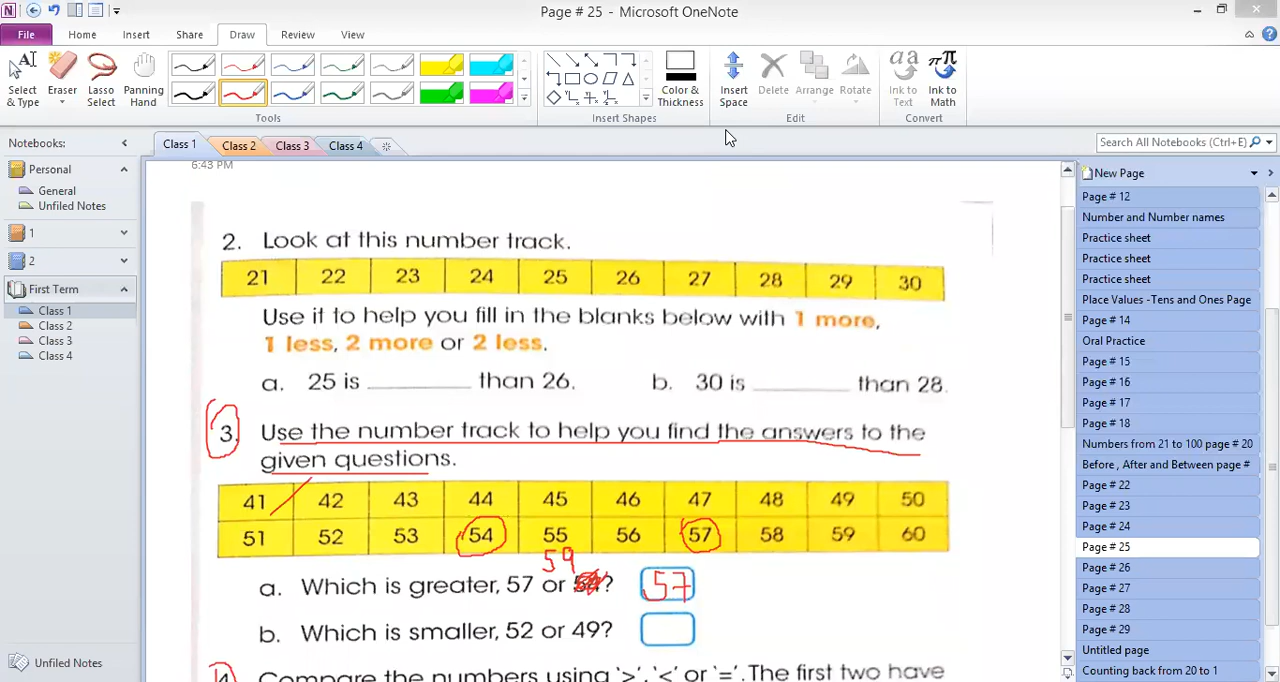 Page # 25 - Microsoft OneNote
File Home Insert Share Draw Review View
Select & Type Eraser Lasso Select Panning Hand Color & Thickness Insert Space Delete Arrange Rotate Ink to Text Ink to Math
Tools Insert Shapes Edit Convert
Notebooks:
Personal
General
Unfiled Notes
1
2
First Term
Class 1
Class 2
Class 3
Class 4
Unfiled Notes
Class 1 Class 2 Class 3 Class 4
Search All Notebooks (Ctrl+E)
6:43 PM
2. Look at this number track.
21 22 23 24 25 26 27 28 29 30
Use it to help you fill in the blanks below with 1 more,
1 less, 2 more or 2 less.
a. 25 is ________ than 26. b. 30 is ________ than 28.
3. Use the number track to help you find the answers to the
given questions.
41 42 43 44 45 46 47 48 49 50
51 52 53 54 55 56 57 58 59 60
59
a. Which is greater, 57 or ? 57
b. Which is smaller, 52 or 49?
4. Compare the numbers using '>', '<' or '='. The first two have
New Page
Page # 12
Number and Number names
Practice sheet
Practice sheet
Practice sheet
Place Values -Tens and Ones Page
Page # 14
Oral Practice
Page # 15
Page # 16
Page # 17
Page # 18
Numbers from 21 to 100 page # 20
Before , After and Between page #
Page # 22
Page # 23
Page # 24
Page # 25
Page # 26
Page # 27
Page # 28
Page # 29
Untitled page
Counting back from 20 to 1